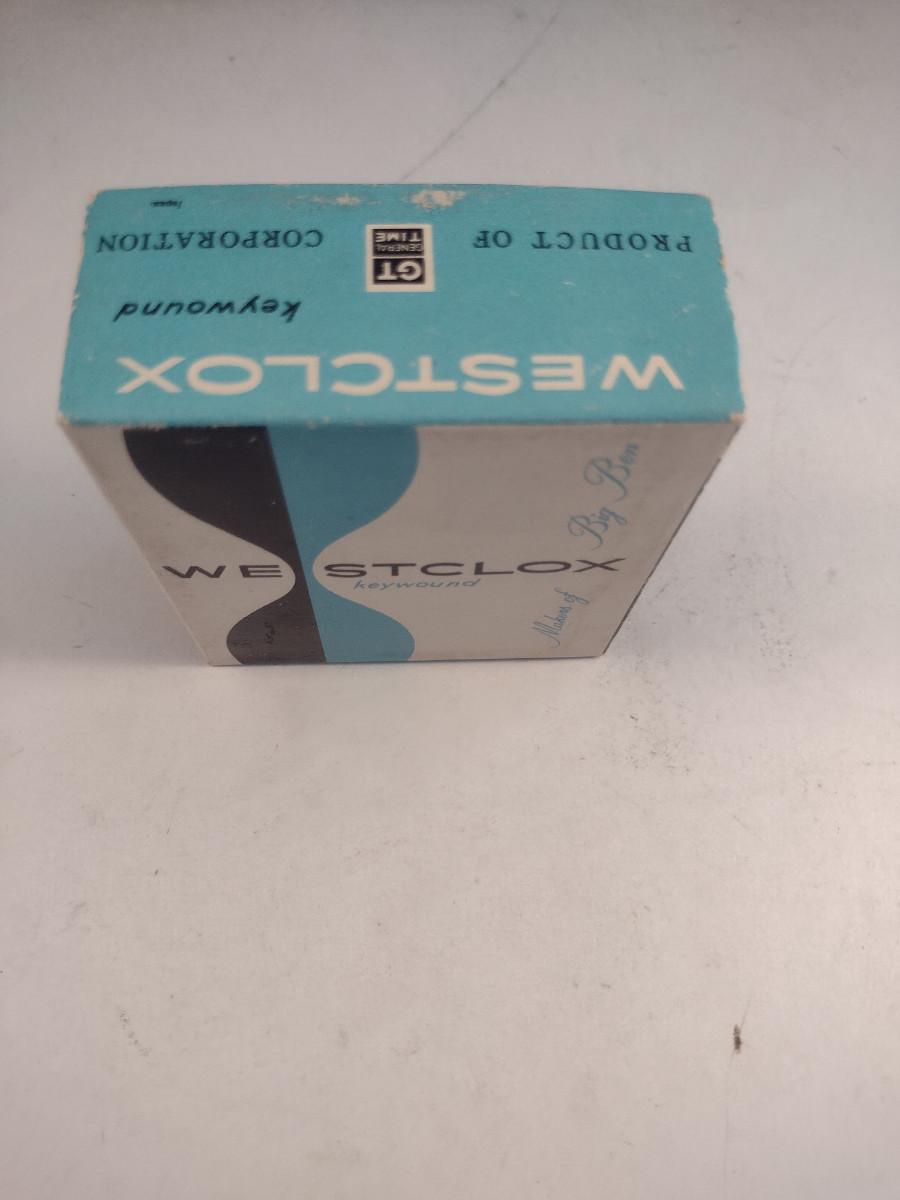 WESTCLOX
keywound
PRODUCT OF
GT
GENERAL
TIME
CORPORATION
WESTCLOX
keywound
Makers of
Big Ben